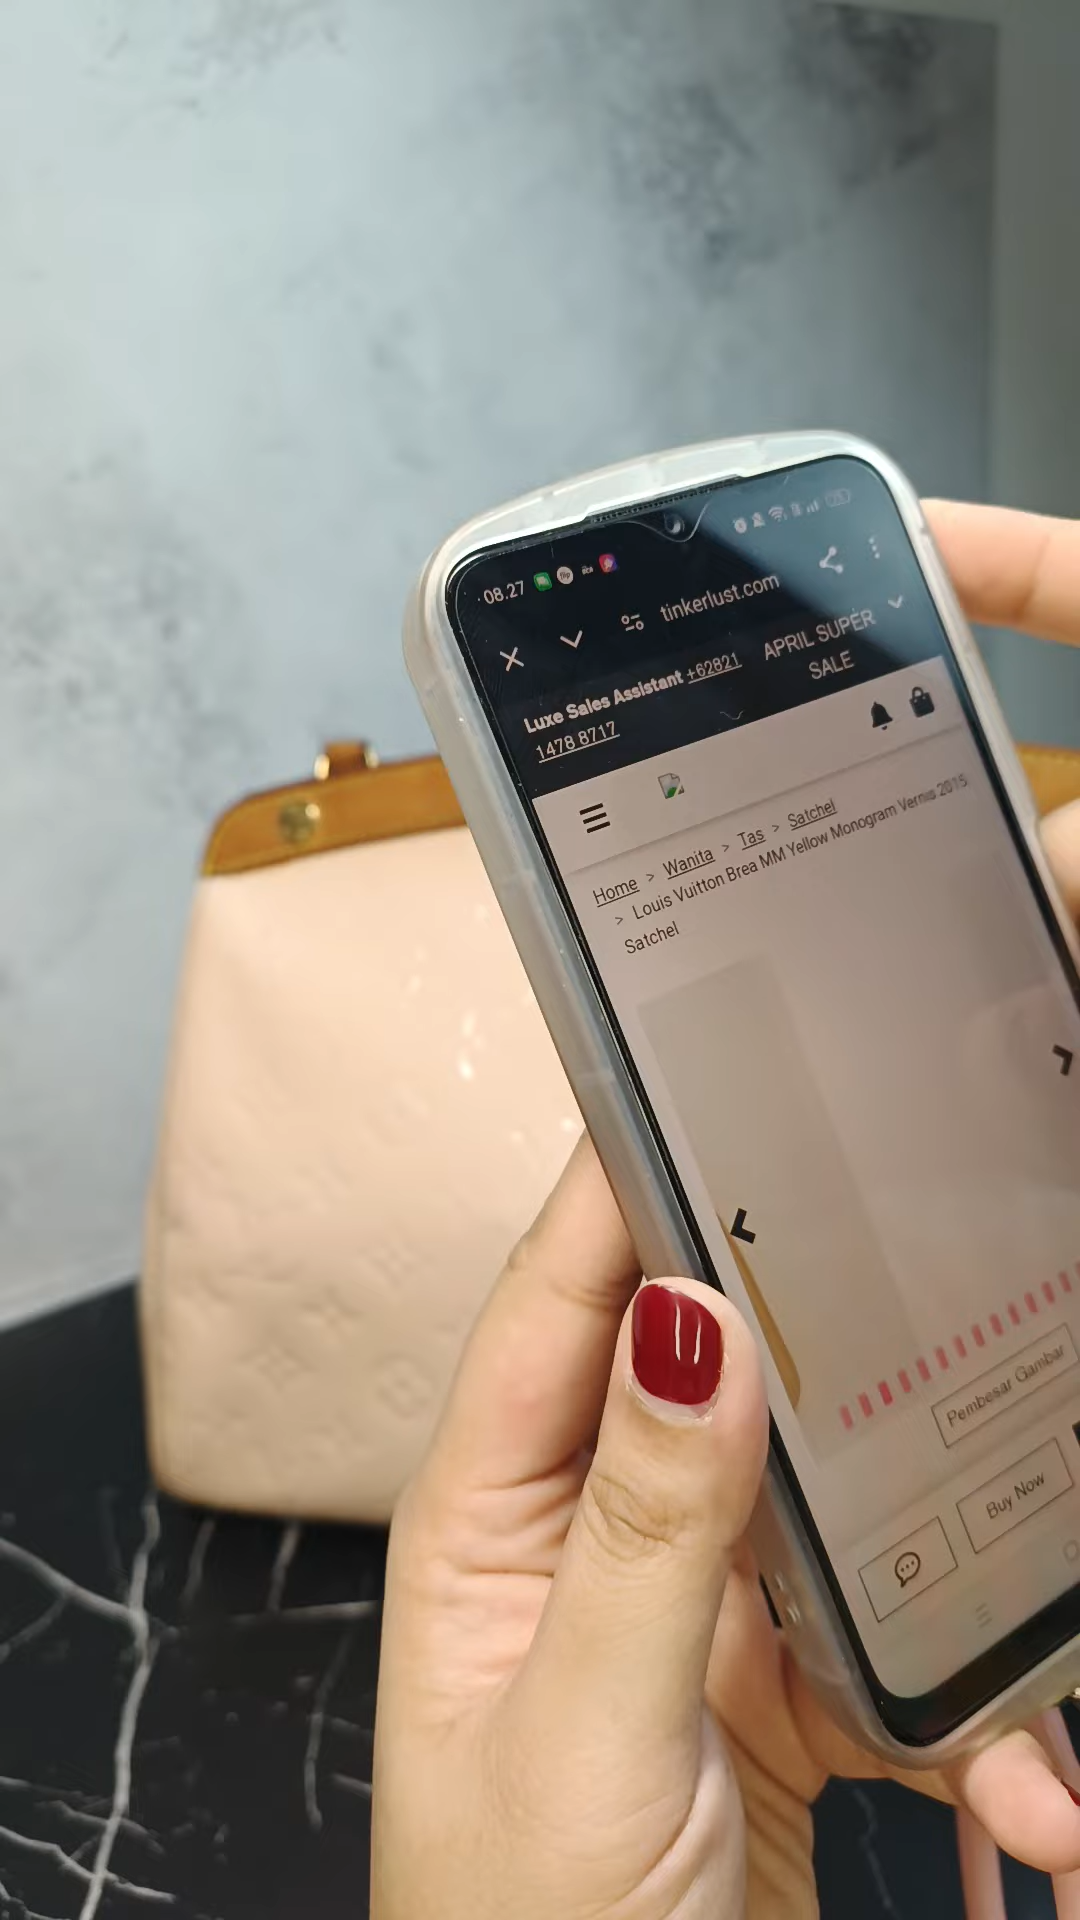 08.27
tinkerlust.com
Luxe Sales Assistant +62821
1478 8717
APRIL SUPER
SALE
Home > Wanita > Tas > Satchel
> Louis Vuitton Brea MM Yellow Monogram Vernis 2015
Satchel
Pembesar Gambar
Buy Now